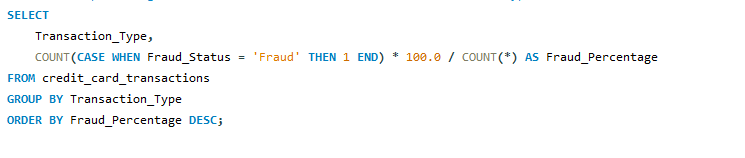 SELECT
    Transaction_Type,
    COUNT(CASE WHEN Fraud_Status = 'Fraud' THEN 1 END) * 100.0 / COUNT(*) AS Fraud_Percentage
FROM credit_card_transactions
GROUP BY Transaction_Type
ORDER BY Fraud_Percentage DESC;